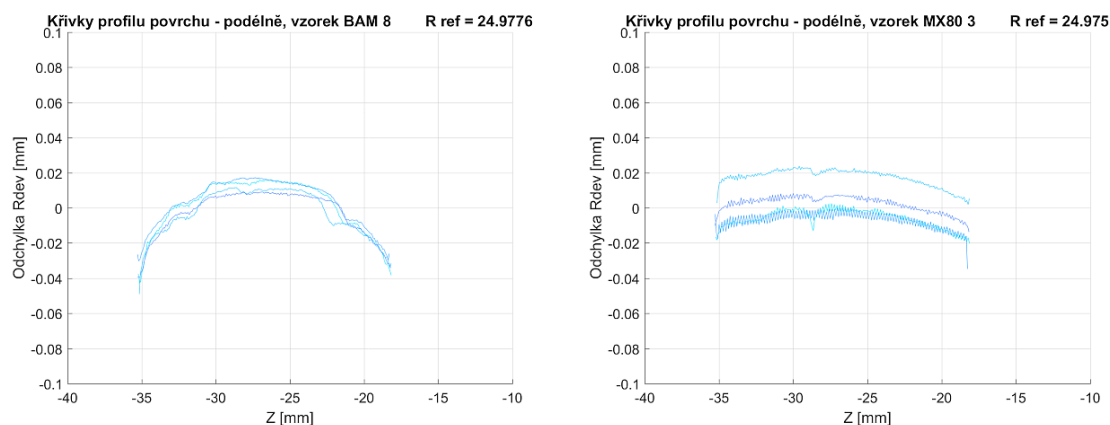 Křivky profilu povrchu - podélně, vzorek BAM 8 R ref = 24.9776
0.1
0.08
0.06
0.04
0.02
0
-0.02
-0.04
-0.06
-0.08
-0.1
Odchylka Rdev [mm]
-40 -35 -30 -25 -20 -15 -10
Z [mm]
Křivky profilu povrchu - podélně, vzorek MX80 3 R ref = 24.975
0.1
0.08
0.06
0.04
0.02
0
-0.02
-0.04
-0.06
-0.08
-0.1
Odchylka Rdev [mm]
-40 -35 -30 -25 -20 -15 -10
Z [mm]